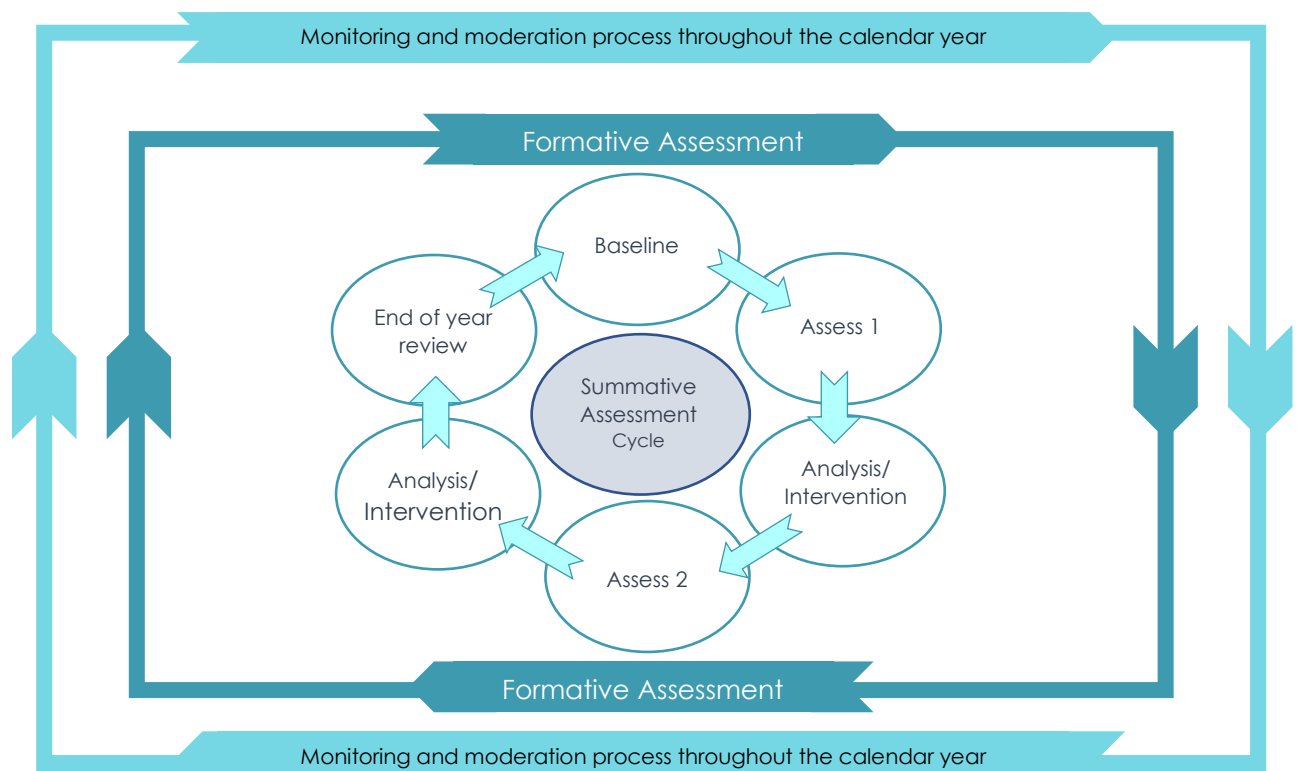 Monitoring and moderation process throughout the calendar year
Formative Assessment
Baseline
Assess 1
End of year
review
Summative
Assessment
Cycle
Analysis/
Intervention
Analysis/
Intervention
Assess 2
Formative Assessment
Monitoring and moderation process throughout the calendar year